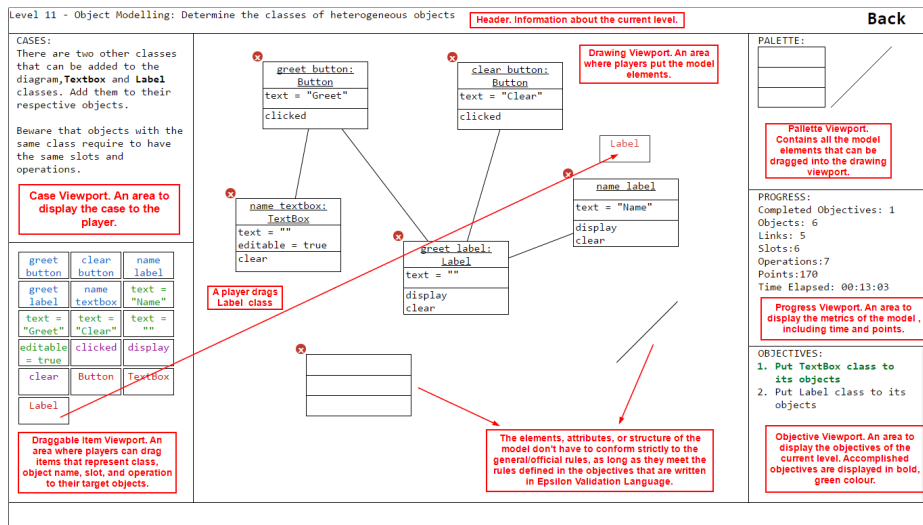 Level 11 - Object Modelling: Determine the classes of heterogeneous objects
Header. Information about the current level.
Back
CASES:
There are two other classes
that can be added to the
diagram,Textbox and Label
classes. Add them to their
respective objects.
Beware that objects with the
same class require to have
the same slots and
operations.
Case Viewport. An area to
display the case to the
player.
greet
button
clear
button
name
label
greet
label
name
textbox
text =
"Name"
text =
"Greet"
text =
"Clear"
text =
""
editable
= true
clicked
display
clear
Button
TextBox
Label
Draggable Item Viewport. An
area where players can drag
items that represent class,
object name, slot, and operation
to their target objects.
x
greet button:
Button
text = "Greet"
clicked
x
clear button:
Button
text = "Clear"
clicked
Drawing Viewport. An area
where players put the model
elements.
Label
x
name textbox:
TextBox
text = ""
editable = true
clear
x
greet label:
Label
text = ""
display
clear
x
name label
text = "Name"
display
clear
A player drags
Label class
x
The elements, attributes, or structure of the
model don't have to conform strictly to the
general/official rules, as long as they meet the
rules defined in the objectives that are written
in Epsilon Validation Language.
PALETTE:
Pallette Viewport.
Contains all the model
elements that can be
dragged into the drawing
viewport.
PROGRESS:
Completed Objectives: 1
Objects: 6
Links: 5
Slots:6
Operations:7
Points:170
Time Elapsed: 00:13:03
Progress Viewport. An area to
display the metrics of the model ,
including time and points.
OBJECTIVES:
1. Put TextBox class to
its objects
2. Put Label class to its
objects
Objective Viewport. An area to
display the objectives of the
current level. Accomplished
objectives are displayed in bold,
green colour.